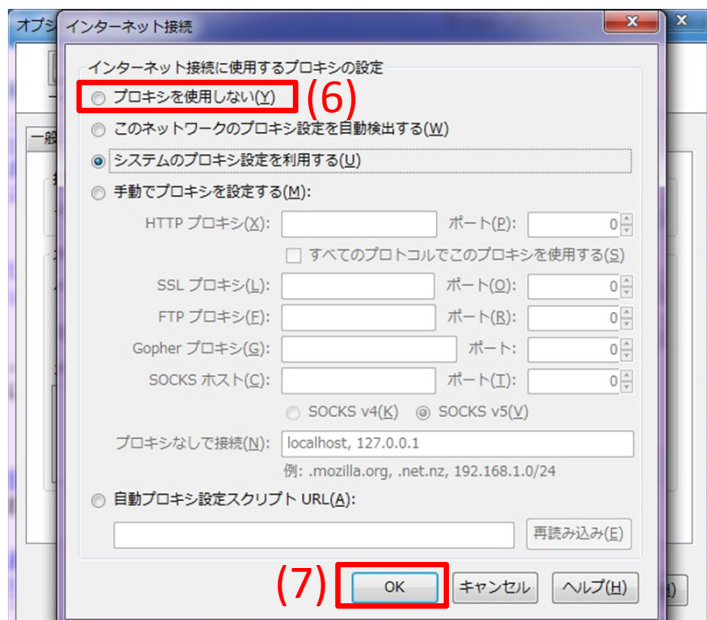 オプシ
インターネット接続
インターネット接続に使用するプロキシの設定
プロキシを使用しない(Y) (6)
このネットワークのプロキシ設定を自動検出する(W)
一般
システムのプロキシ設定を利用する(U)
手動でプロキシを設定する(M):
HTTP プロキシ(X): ポート(P): 0
すべてのプロトコルでこのプロキシを使用する(S)
SSL プロキシ(L): ポート(O): 0
FTP プロキシ(F): ポート(R): 0
Gopher プロキシ(G): ポート: 0
SOCKS ホスト(C): ポート(T): 0
SOCKS v4(K) SOCKS v5(V)
プロキシなしで接続(N): localhost, 127.0.0.1
例: .mozilla.org, .net.nz, 192.168.1.0/24
自動プロキシ設定スクリプト URL(A):
再読み込み(E)
(7) OK キャンセル ヘルプ(H)